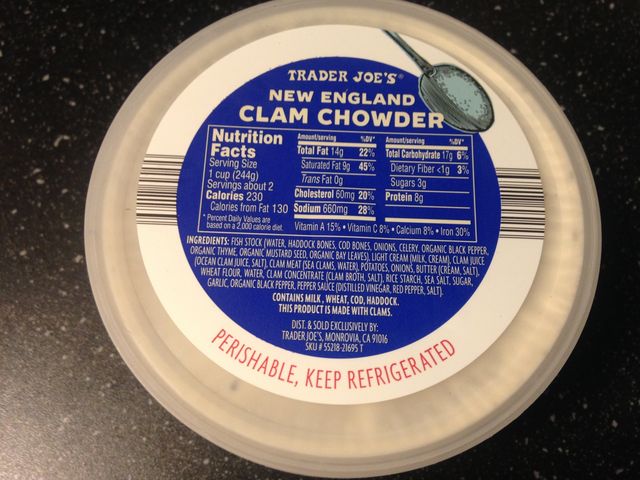 TRADER JOE'S®
NEW ENGLAND
CLAM CHOWDER
Nutrition
Facts
Serving Size
1 cup (244g)
Servings about 2
Calories 230
Calories from Fat 130
* Percent Daily Values are
based on a 2,000 calorie diet.
Amount/serving %DV*
Total Fat 14g 22%
Saturated Fat 9g 45%
Trans Fat 0g
Cholesterol 60mg 20%
Sodium 660mg 28%
Amount/serving %DV*
Total Carbohydrate 17g 6%
Dietary Fiber <1g 3%
Sugars 3g
Protein 8g
Vitamin A 15% • Vitamin C 8% • Calcium 8% • Iron 30%
INGREDIENTS: FISH STOCK (WATER, HADDOCK BONES, COD BONES, ONIONS, CELERY, ORGANIC BLACK PEPPER,
ORGANIC THYME, ORGANIC MUSTARD SEED, ORGANIC BAY LEAVES), LIGHT CREAM (MILK, CREAM), CLAM JUICE
(OCEAN CLAM JUICE, SALT), CLAM MEAT (SEA CLAMS, WATER), POTATOES, ONIONS, BUTTER (CREAM, SALT),
WHEAT FLOUR, WATER, CLAM CONCENTRATE (CLAM BROTH, SALT), RICE STARCH, SEA SALT, SUGAR,
GARLIC, ORGANIC BLACK PEPPER, PEPPER SAUCE (DISTILLED VINEGAR, RED PEPPER, SALT).
CONTAINS MILK, WHEAT, COD, HADDOCK.
THIS PRODUCT IS MADE WITH CLAMS.
DIST. & SOLD EXCLUSIVELY BY:
TRADER JOE'S, MONROVIA, CA 91016
SKU # 55218-21695 T
PERISHABLE, KEEP REFRIGERATED